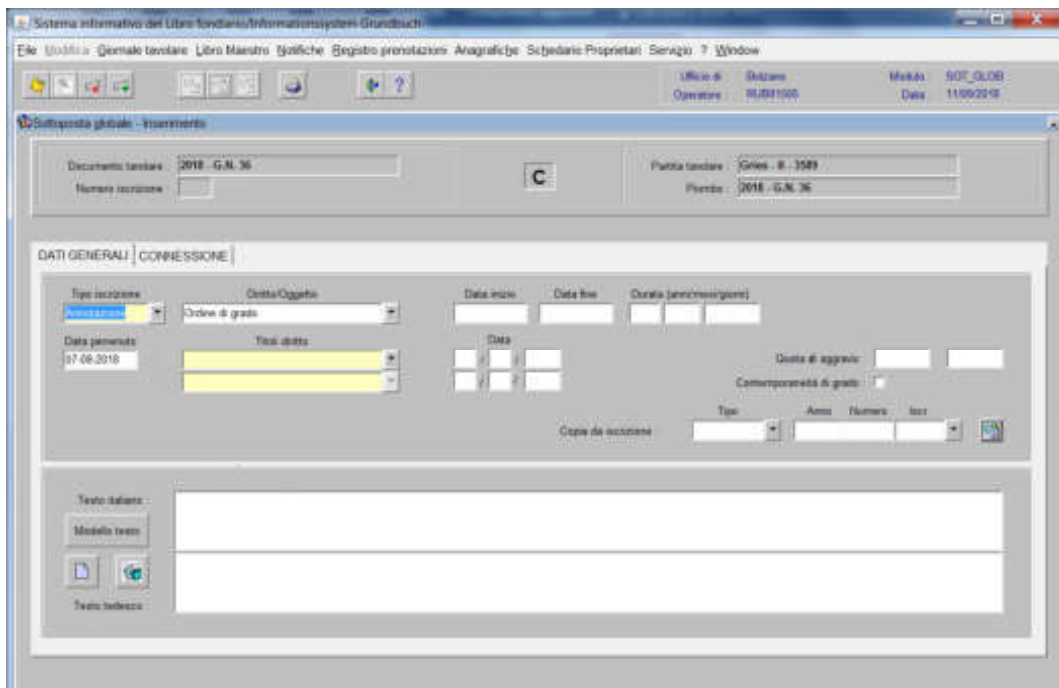 Sistema informativo del Libro fondiario/Informationssystem Grundbuch
File Modifica Giornale tavolare Libro Maestro Notifiche Registro prenotazioni Anagrafiche Schedario Proprietari Servizio ? Window
Ufficio di Bolzano Modulo SOT_GLOB
Operatore Data 11/09/2018
Sottoposta globale - Inserimento
Documento tavolare : 2018 - G.N. 36 C Partita tavolare : Gries - II - 3589
Numero iscrizione : Piombo : 2018 - G.N. 36
DATI GENERALI CONNESSIONE
Tipo iscrizione Diritto/Oggetto Data inizio Data fine Durata (anni/mesi/giorni)
Annotazione Ordine di grado
Data pervenuto Titoli diritto Data
07-08-2018 / /
/ /
Quota di aggravio :
Contemporaneità di grado :
Tipo Anno Numero Iscr
Copia da iscrizione :
Testo italiano :
Modello testo
Testo tedesco :